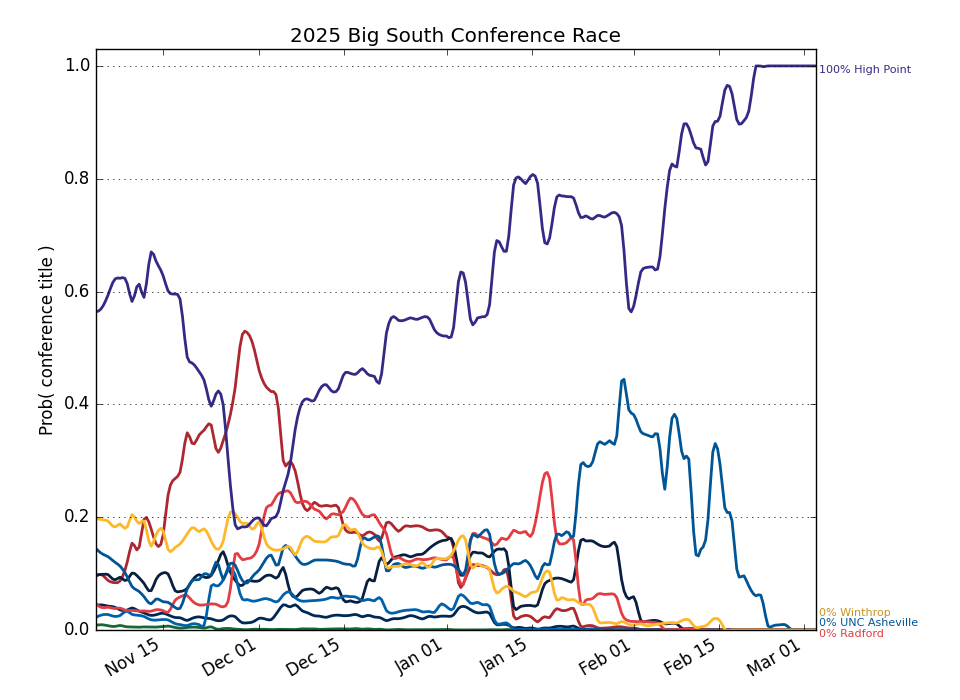 2025 Big South Conference Race
Prob( conference title )
1.0
0.8
0.6
0.4
0.2
0.0
100% High Point
0% Winthrop
0% UNC Asheville
0% Radford
Nov 15
Dec 01
Dec 15
Jan 01
Jan 15
Feb 01
Feb 15
Mar 01